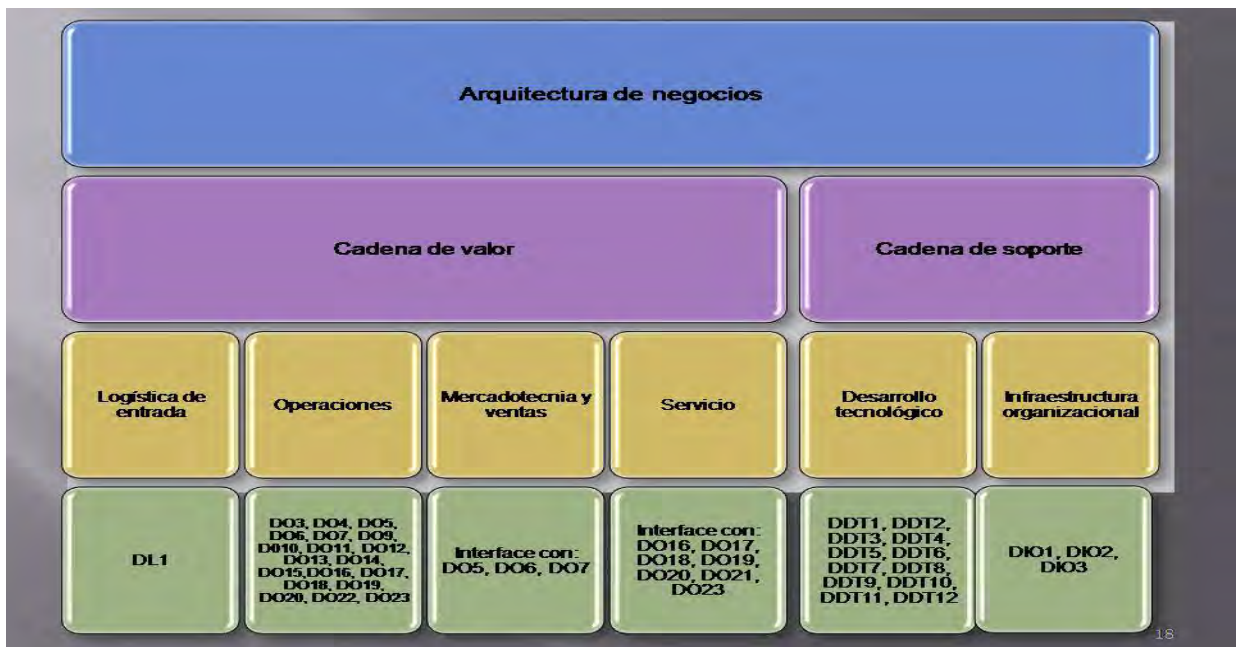 Arquitectura de negocios
Cadena de valor
Cadena de soporte
Logística de
entrada
Operaciones
Mercadotecnia y
ventas
Servicio
Desarrollo
tecnológico
Infraestructura
organizacional
DL1
DO3, DO4, DO5,
DO6, DO7, DO9,
D010, DO11, DO12,
DO13, DO14,
DO15,DO16, DO17,
DO18, DO19,
DO20, DO22, DO23
Interface con:
DO5, DO6, DO7
Interface con:
DO16, DO17,
DO18, DO19,
DO20, DO21,
DO23
DDT1, DDT2,
DDT3, DDT4,
DDT5, DDT6,
DDT7, DDT8,
DDT9, DDT10,
DDT11, DDT12
DIO1, DIO2,
DIO3
18